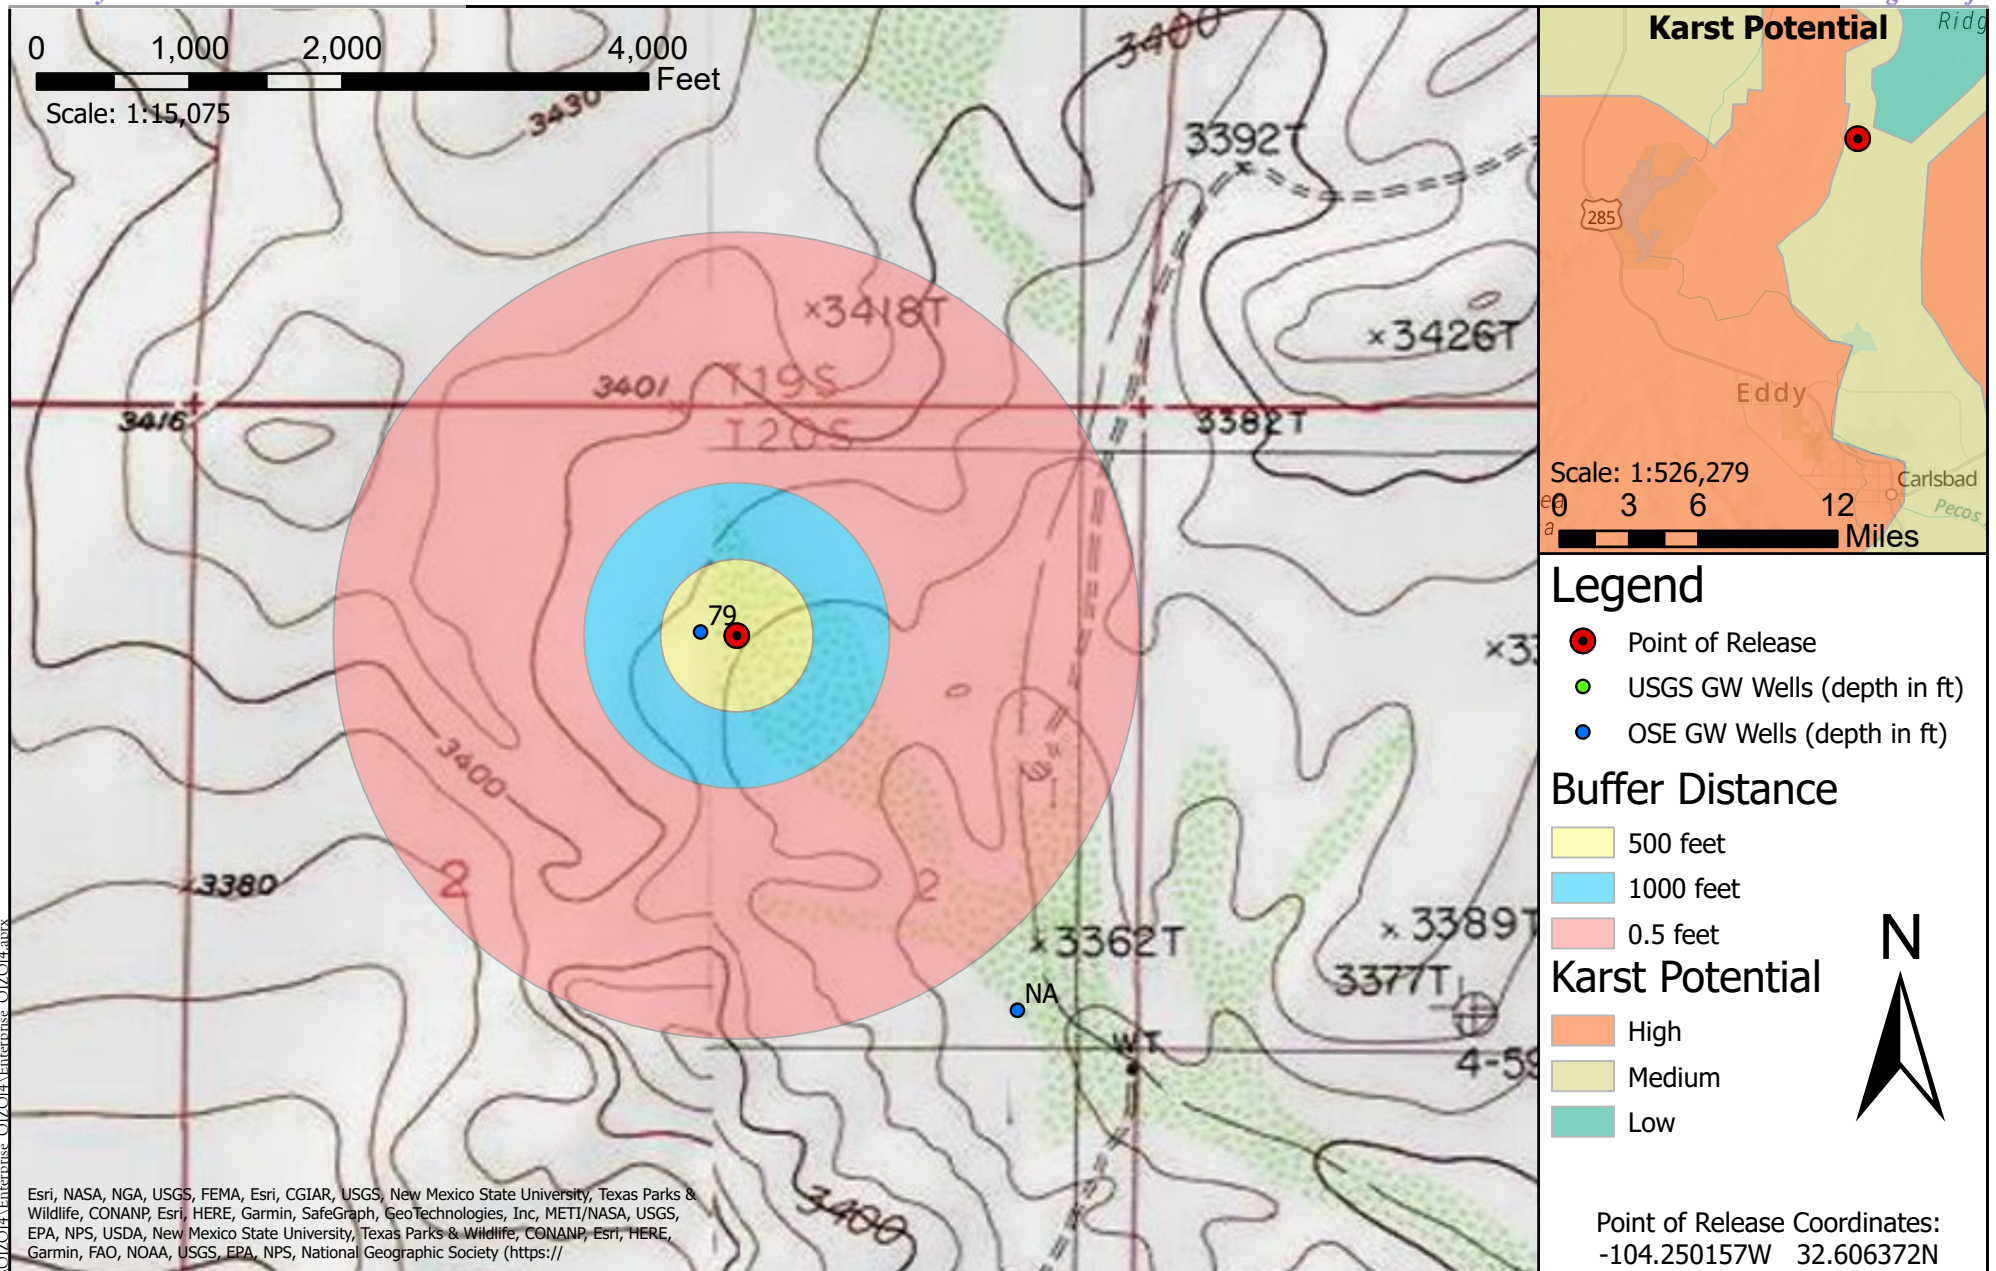 0 1,000 2,000 4,000
Feet
Scale: 1:15,075
3430
3400
3392T
×3418T
×3426T
T19S
3401
3416
T20S
3382T
79
3400
2
2
3380
×3362T
× 3389T
3377T
NA
WT
4-59
3400
Esri, NASA, NGA, USGS, FEMA, Esri, CGIAR, USGS, New Mexico State University, Texas Parks &
Wildlife, CONANP, Esri, HERE, Garmin, SafeGraph, GeoTechnologies, Inc, METI/NASA, USGS,
EPA, NPS, USDA, New Mexico State University, Texas Parks & Wildlife, CONANP, Esri, HERE,
Garmin, FAO, NOAA, USGS, EPA, NPS, National Geographic Society (https://
Karst Potential
Ridg
285
Eddy
Carlsbad
Pecos
Scale: 1:526,279
0 3 6 12
Miles
Legend
Point of Release
USGS GW Wells (depth in ft)
OSE GW Wells (depth in ft)
Buffer Distance
500 feet
1000 feet
0.5 feet
Karst Potential
High
Medium
Low
N
Point of Release Coordinates:
-104.250157W 32.606372N